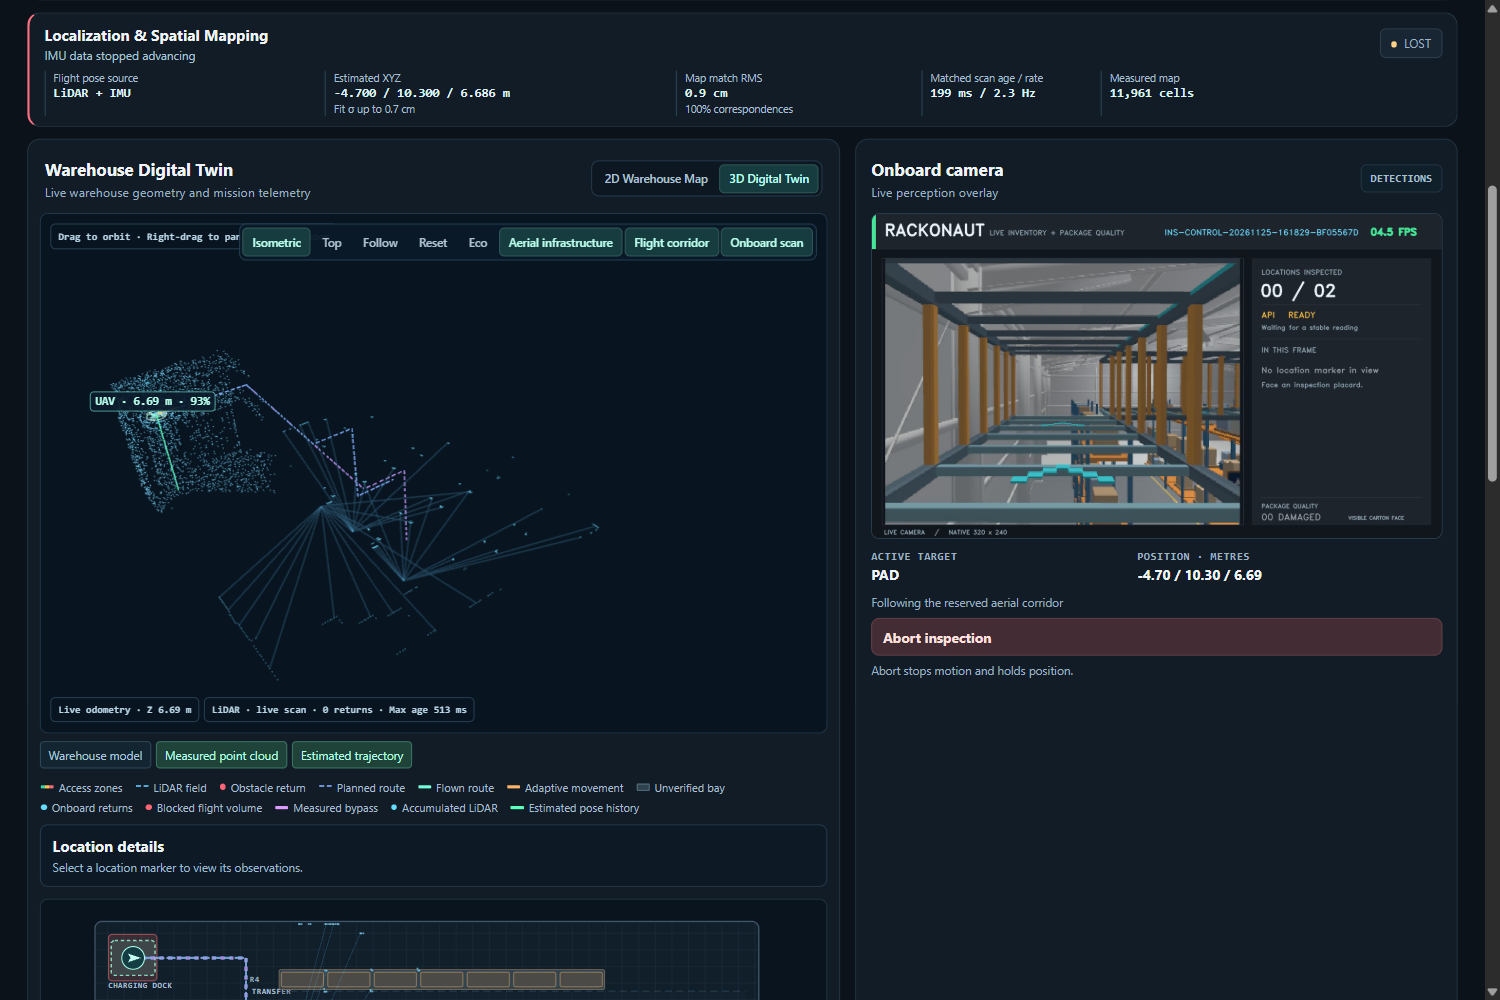 Localization & Spatial Mapping
IMU data stopped advancing
LOST
Flight pose source
LiDAR + IMU
Estimated XYZ
-4.700 / 10.300 / 6.686 m
Fit σ up to 0.7 cm
Map match RMS
0.9 cm
100% correspondences
Matched scan age / rate
199 ms / 2.3 Hz
Measured map
11,961 cells
Warehouse Digital Twin
Live warehouse geometry and mission telemetry
2D Warehouse Map
3D Digital Twin
Drag to orbit · Right-drag to pan
Isometric
Top
Follow
Reset
Eco
Aerial infrastructure
Flight corridor
Onboard scan
UAV · 6.69 m · 93%
Live odometry · Z 6.69 m
LiDAR · live scan · 0 returns · Max age 513 ms
Warehouse model
Measured point cloud
Estimated trajectory
Access zones
LiDAR field
Obstacle return
Planned route
Flown route
Adaptive movement
Unverified bay
Onboard returns
Blocked flight volume
Measured bypass
Accumulated LiDAR
Estimated pose history
Location details
Select a location marker to view its observations.
CHARGING DOCK
R4
TRANSFER
Onboard camera
Live perception overlay
DETECTIONS
RACKONAUT
LIVE INVENTORY + PACKAGE QUALITY
INS-CONTROL-20261125-161829-BF05567D
04.5 FPS
LOCATIONS INSPECTED
00 / 02
API READY
Waiting for a stable reading
IN THIS FRAME
No location marker in view
Face an inspection placard.
PACKAGE QUALITY
00 DAMAGED
VISIBLE CARTON FACE
LIVE CAMERA / NATIVE 320 x 240
ACTIVE TARGET
PAD
POSITION · METRES
-4.70 / 10.30 / 6.69
Following the reserved aerial corridor
Abort inspection
Abort stops motion and holds position.